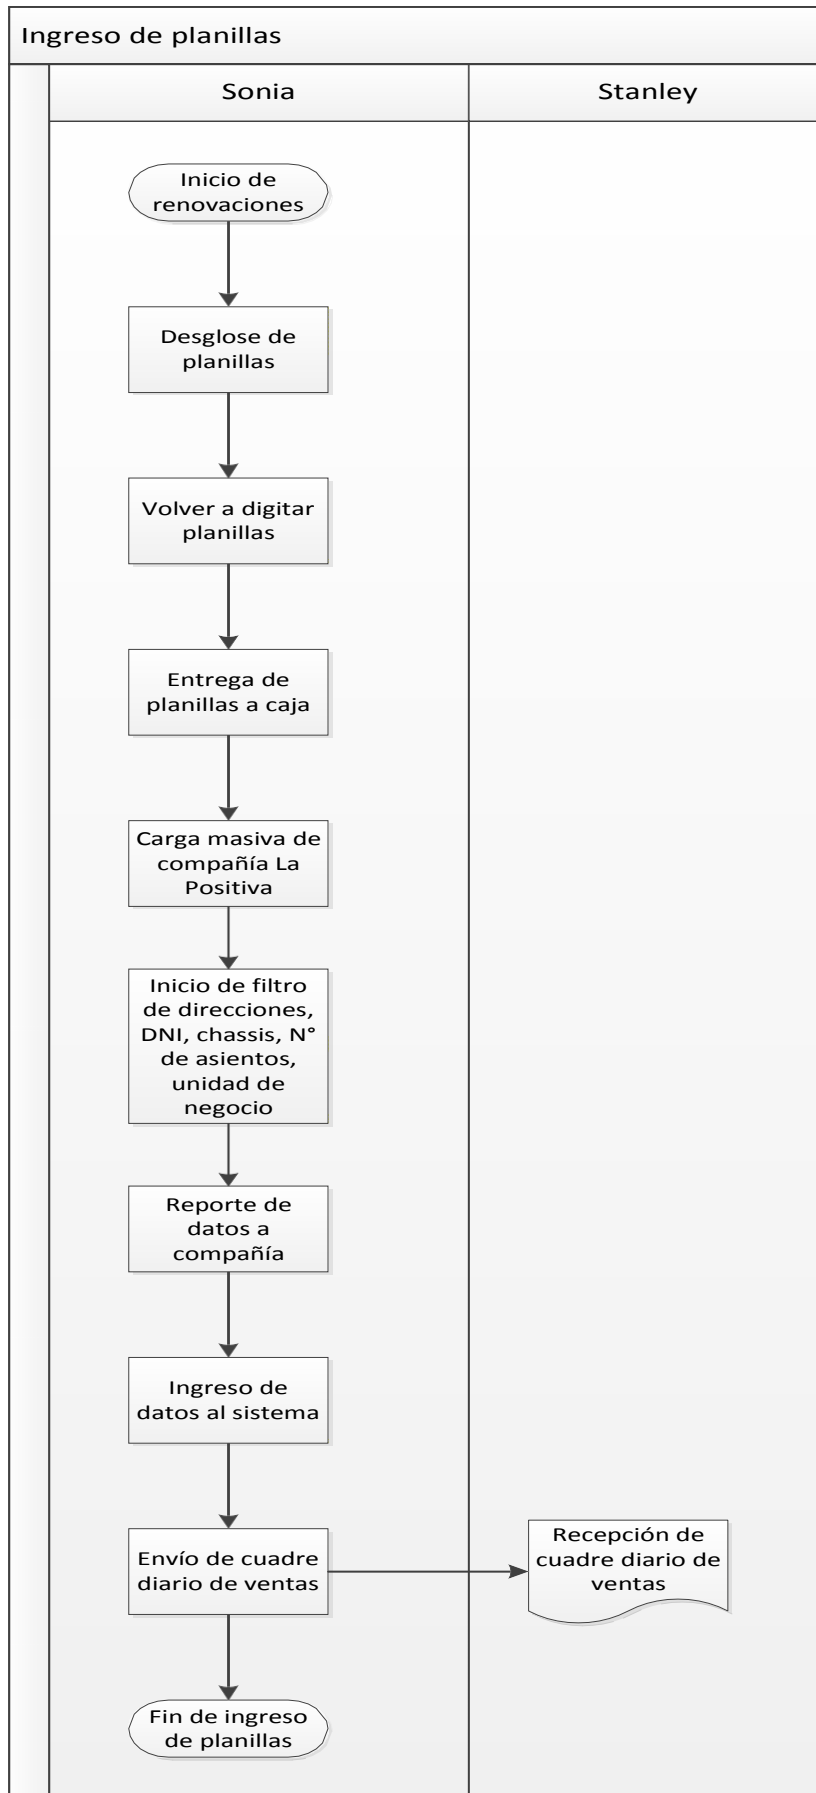 Ingreso de planillas
Sonia
Stanley
Inicio de
renovaciones
Desglose de
planillas
Volver a digitar
planillas
Entrega de
planillas a caja
Carga masiva de
compañía La
Positiva
Inicio de filtro
de direcciones,
DNI, chassis, N°
de asientos,
unidad de
negocio
Reporte de
datos a
compañía
Ingreso de
datos al sistema
Envío de cuadre
diario de ventas
Recepción de
cuadre diario de
ventas
Fin de ingreso
de planillas